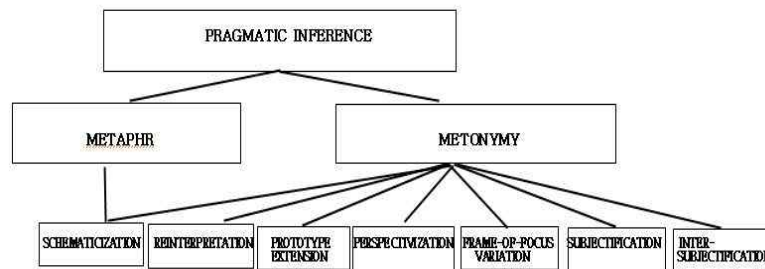 PRAGMATIC INFERENCE
METAPHR
METONYMY
SCHEMATICIZATION
REINTERPRETATION
PROTOTYPE
EXTENSION
PERSPECTIVIZATION
FRAME-OF-FOCUS
VARIATION
SUBJECTIFICATION
INTER-
SUBJECTIFICATION